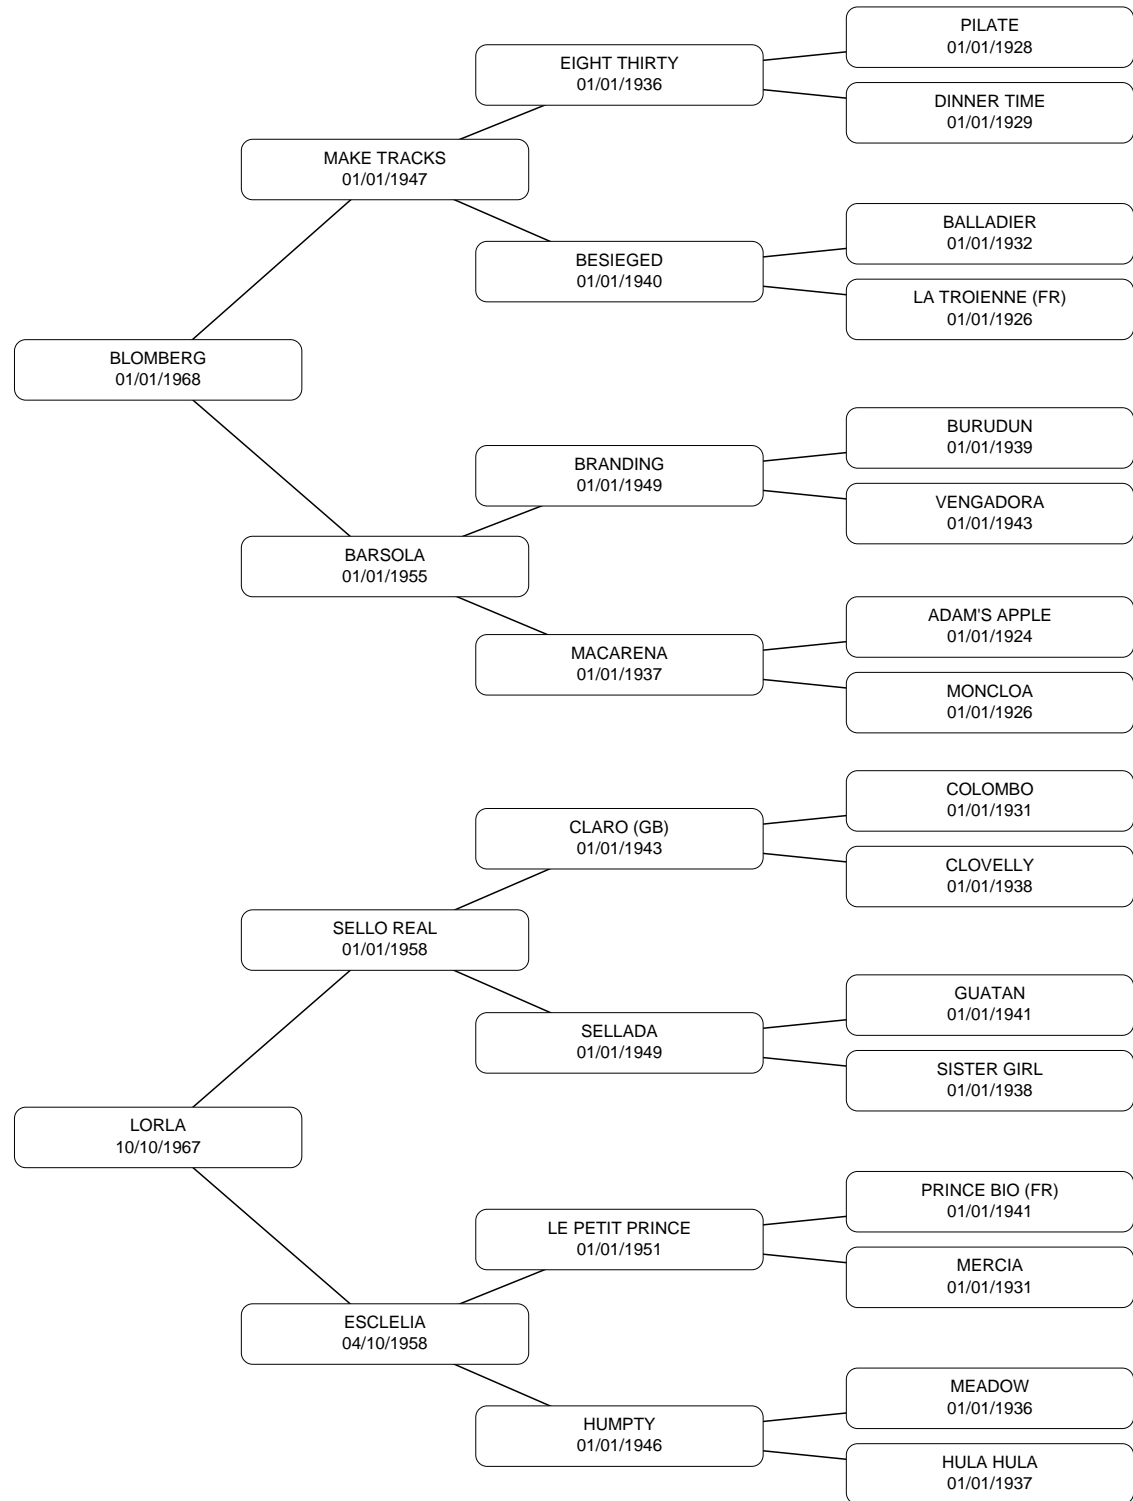 PILATE
01/01/1928
EIGHT THIRTY
01/01/1936
DINNER TIME
01/01/1929
MAKE TRACKS
01/01/1947
BALLADIER
01/01/1932
BESIEGED
01/01/1940
LA TROIENNE (FR)
01/01/1926
BLOMBERG
01/01/1968
BURUDUN
01/01/1939
BRANDING
01/01/1949
VENGADORA
01/01/1943
BARSOLA
01/01/1955
ADAM'S APPLE
01/01/1924
MACARENA
01/01/1937
MONCLOA
01/01/1926
COLOMBO
01/01/1931
CLARO (GB)
01/01/1943
CLOVELLY
01/01/1938
SELLO REAL
01/01/1958
GUATAN
01/01/1941
SELLADA
01/01/1949
SISTER GIRL
01/01/1938
LORLA
10/10/1967
PRINCE BIO (FR)
01/01/1941
LE PETIT PRINCE
01/01/1951
MERCIA
01/01/1931
ESCLELIA
04/10/1958
MEADOW
01/01/1936
HUMPTY
01/01/1946
HULA HULA
01/01/1937